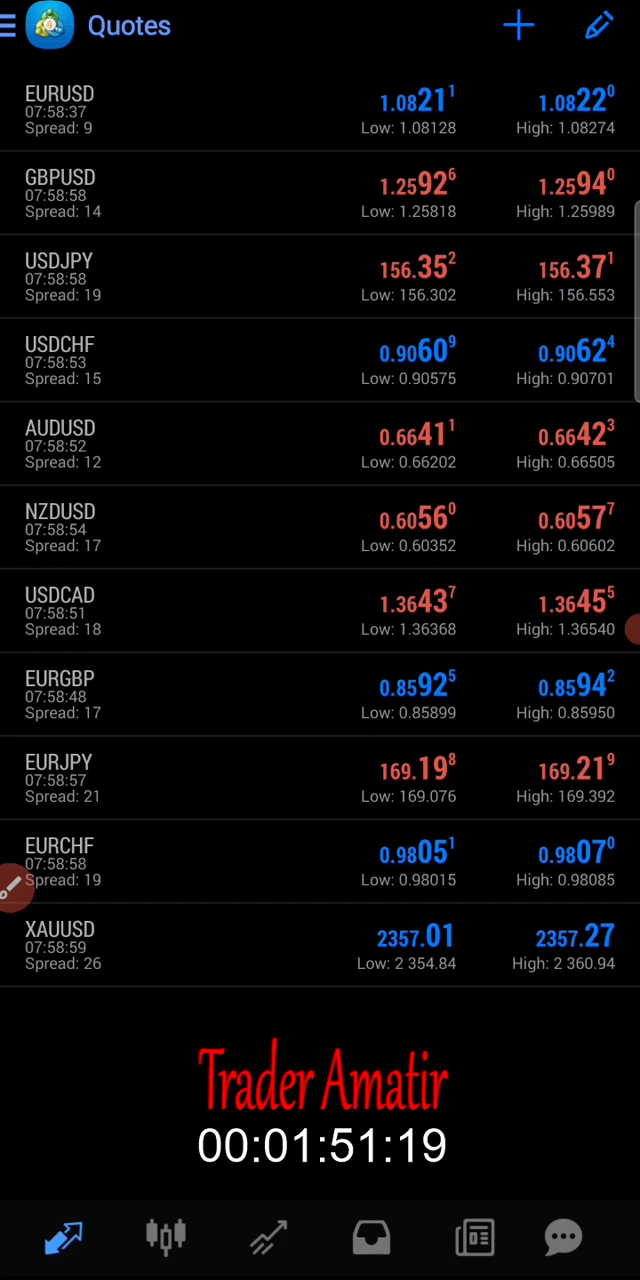 Quotes
EURUSD 1.08211 1.08220
07:58:37
Spread: 9 Low: 1.08128 High: 1.08274
GBPUSD 1.25926 1.25940
07:58:58
Spread: 14 Low: 1.25818 High: 1.25989
USDJPY 156.352 156.371
07:58:58
Spread: 19 Low: 156.302 High: 156.553
USDCHF 0.90609 0.90624
07:58:53
Spread: 15 Low: 0.90575 High: 0.90701
AUDUSD 0.66411 0.66423
07:58:52
Spread: 12 Low: 0.66202 High: 0.66505
NZDUSD 0.60560 0.60577
07:58:54
Spread: 17 Low: 0.60352 High: 0.60602
USDCAD 1.36437 1.36455
07:58:51
Spread: 18 Low: 1.36368 High: 1.36540
EURGBP 0.85925 0.85942
07:58:48
Spread: 17 Low: 0.85899 High: 0.85950
EURJPY 169.198 169.219
07:58:57
Spread: 21 Low: 169.076 High: 169.392
EURCHF 0.98051 0.98070
07:58:58
Spread: 19 Low: 0.98015 High: 0.98085
XAUUSD 2357.01 2357.27
07:58:59
Spread: 26 Low: 2 354.84 High: 2 360.94
Trader Amatir
00:01:51:19